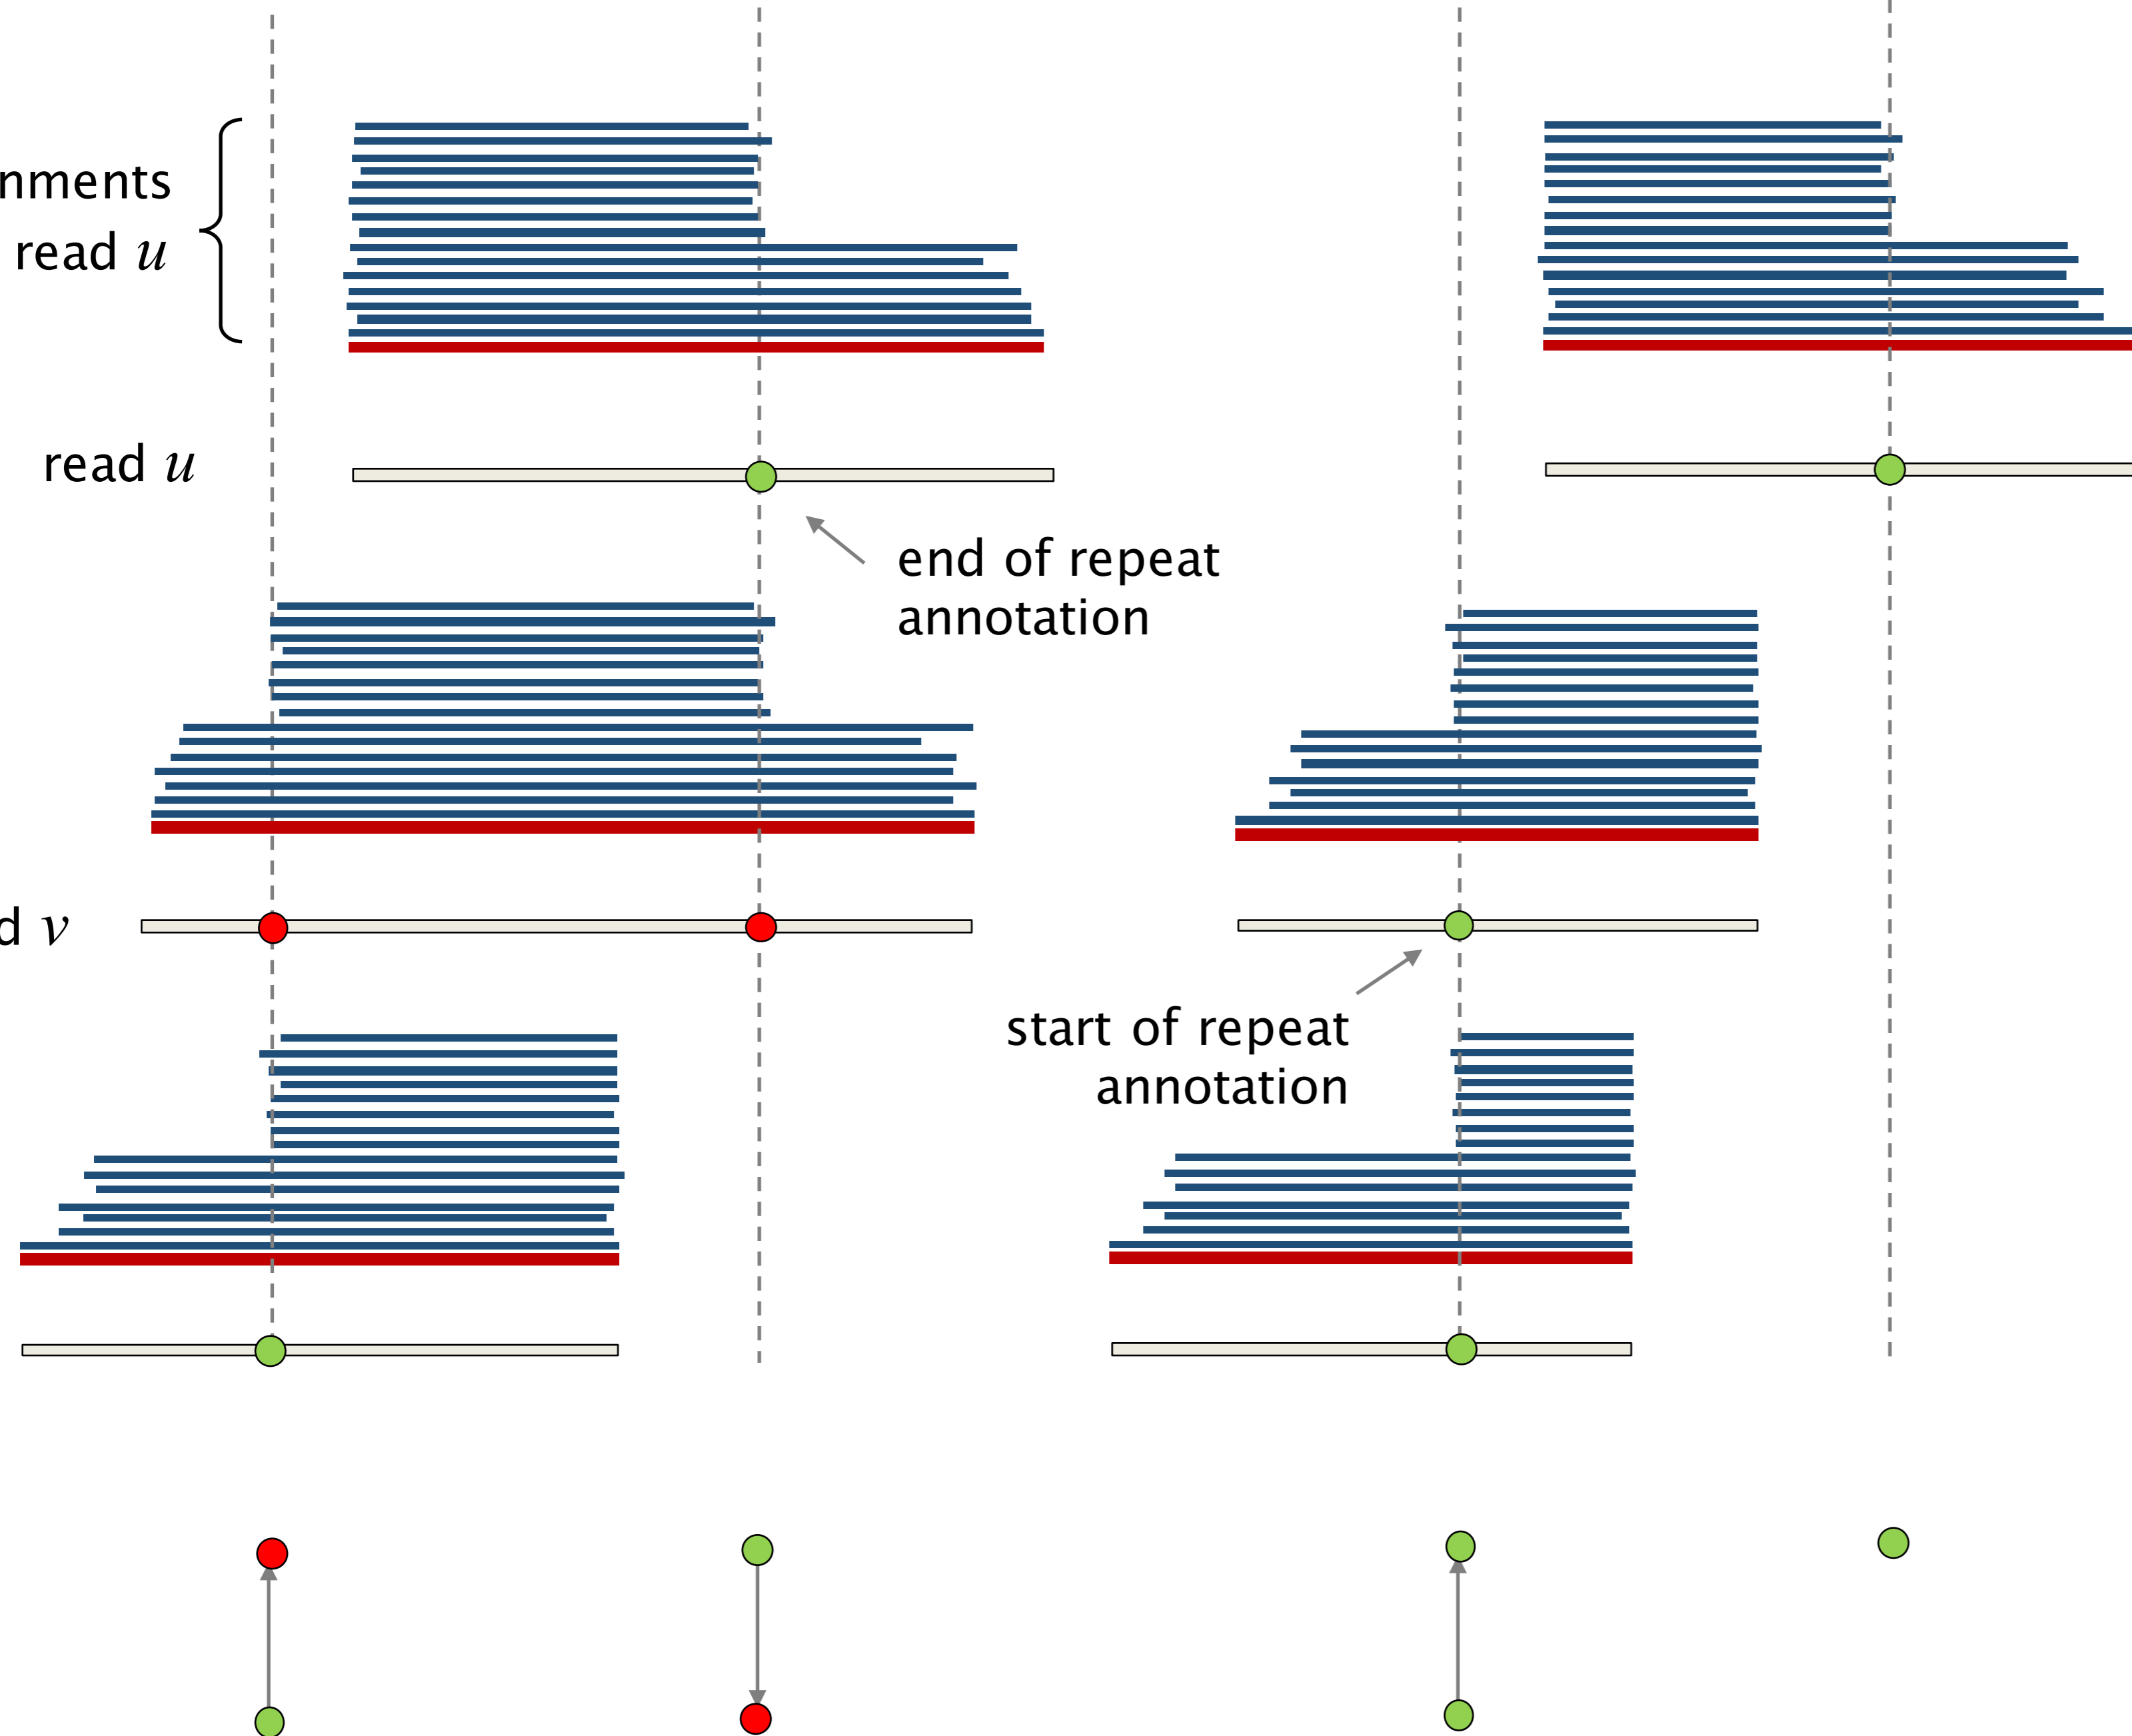 nments
read u
read u
end of repeat
annotation
d v
start of repeat
annotation